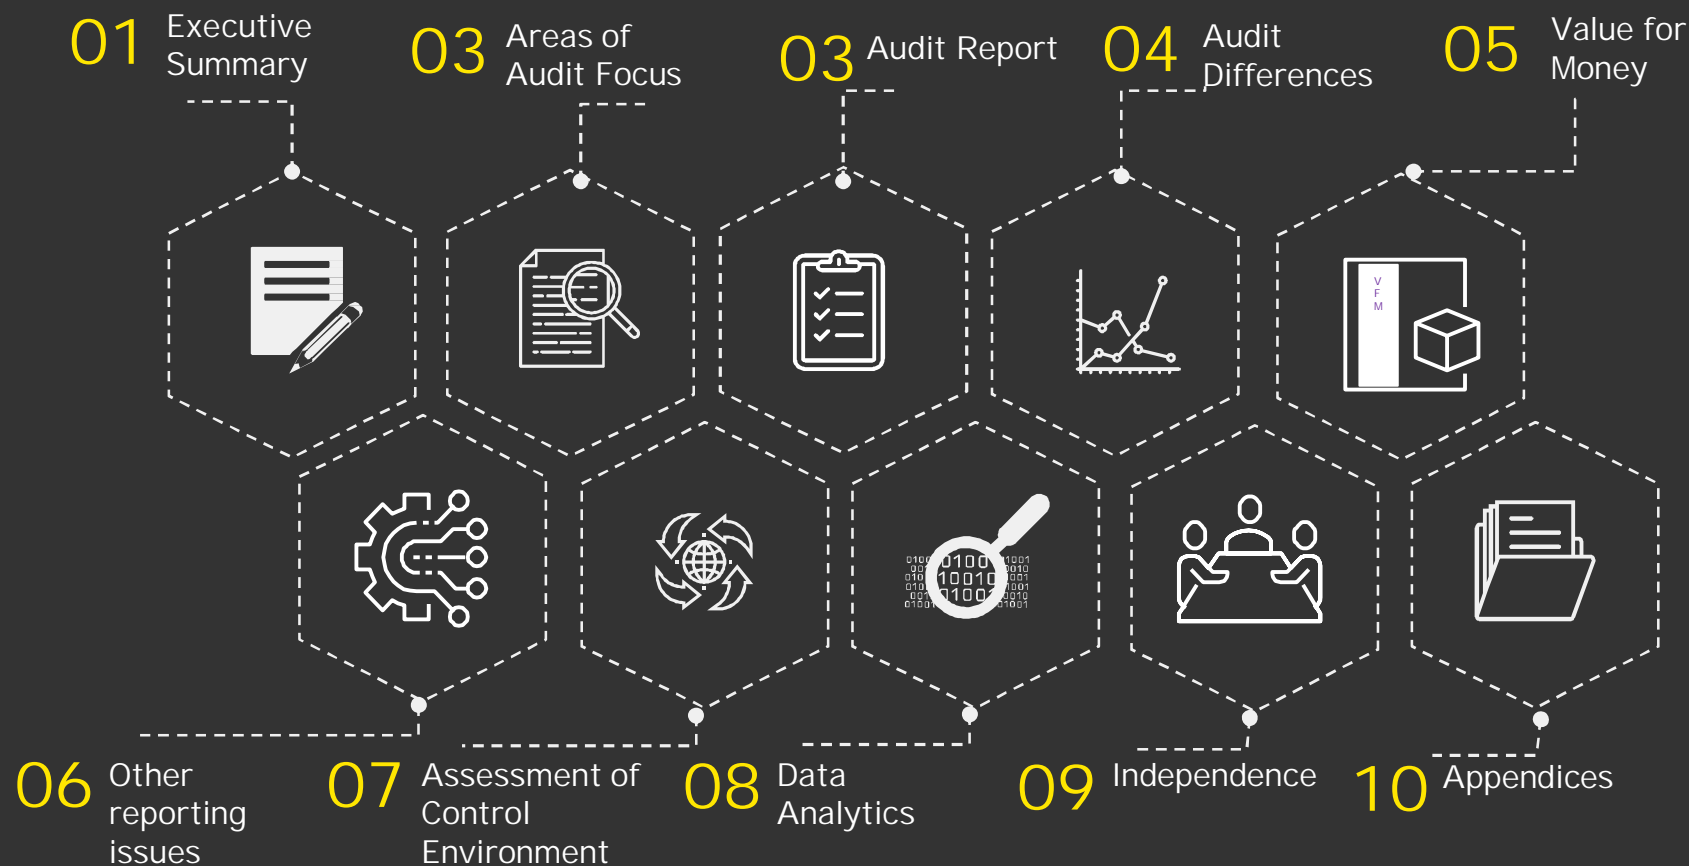 01 Executive
Summary
03 Areas of
Audit Focus
03 Audit Report
04 Audit
Differences
05 Value for
Money
V
F
M
06 Other
reporting
issues
07 Assessment of
Control
Environment
08 Data
Analytics
09 Independence
10 Appendices